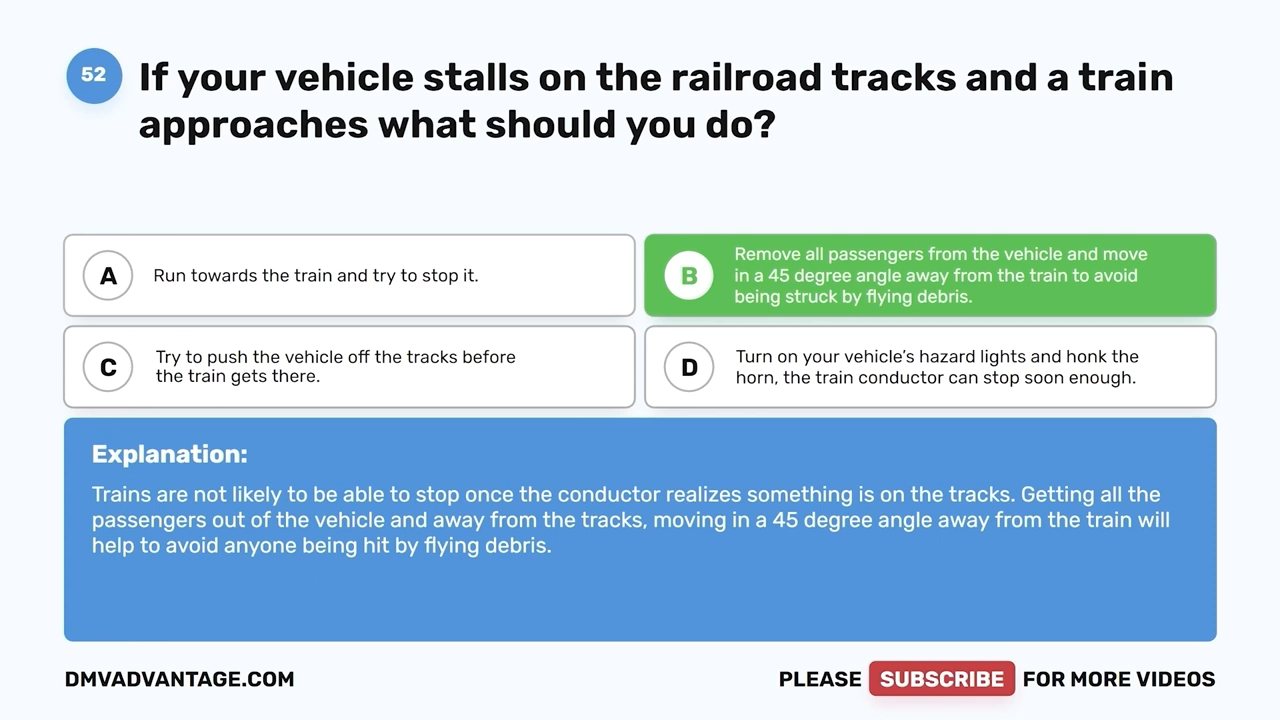 52
If your vehicle stalls on the railroad tracks and a train
approaches what should you do?
A
Run towards the train and try to stop it.
B
Remove all passengers from the vehicle and move
in a 45 degree angle away from the train to avoid
being struck by flying debris.
C
Try to push the vehicle off the tracks before
the train gets there.
D
Turn on your vehicle’s hazard lights and honk the
horn, the train conductor can stop soon enough.
Explanation:
Trains are not likely to be able to stop once the conductor realizes something is on the tracks. Getting all the
passengers out of the vehicle and away from the tracks, moving in a 45 degree angle away from the train will
help to avoid anyone being hit by flying debris.
DMVADVANTAGE.COM
PLEASE SUBSCRIBE FOR MORE VIDEOS